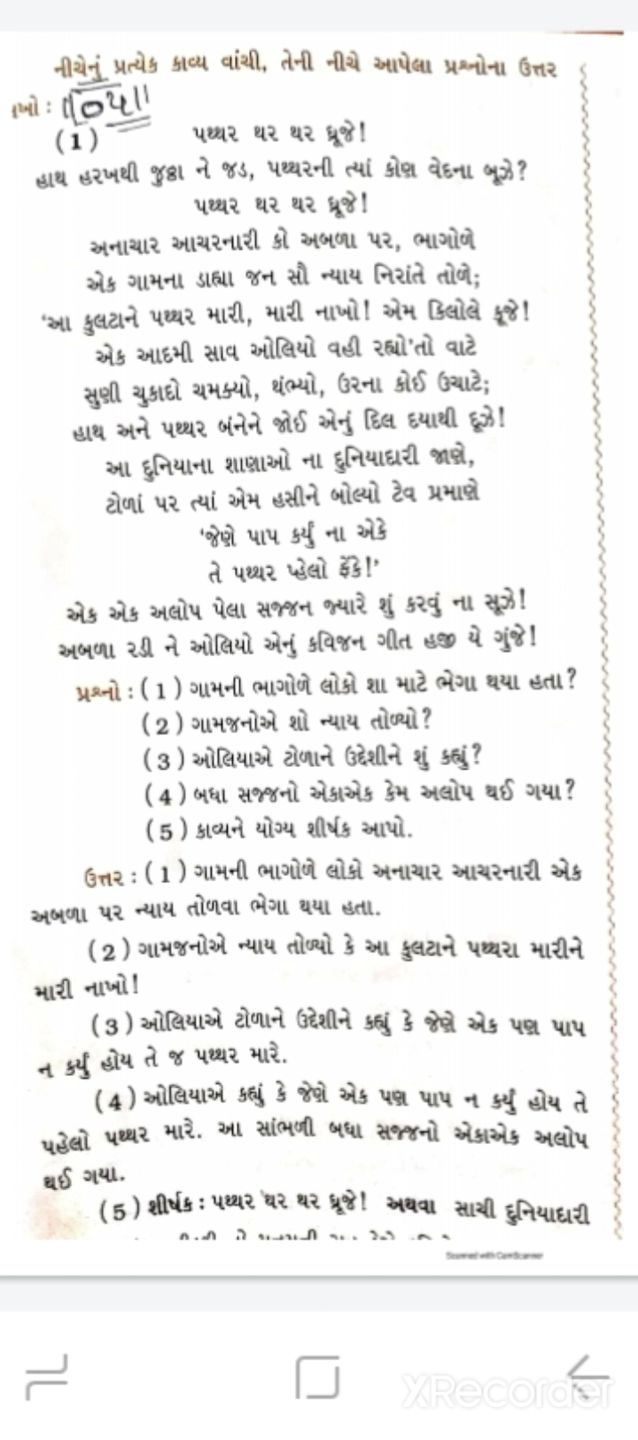 નીચેનું પ્રત્યેક કાવ્ય વાંચી, તેની નીચે આપેલા પ્રશ્નોના ઉત્તર
ખો : ॥૦૫॥
(1) પથ્થર થર થર ધ્રૂજે!
હાથ હરખથી જુઠ્ઠા ને જડ, પથ્થરની ત્યાં કોણ વેદના બૂઝે?
પથ્થર થર થર ધ્રૂજે!
અનાચાર આચરનારી કો અબળા પર, ભાગોળે
એક ગામના ડાહ્યા જન સૌ ન્યાય નિરાંતે તોળે;
'આ કુલટાને પથ્થર મારી, મારી નાખો! એમ કિલોલે કૂજે!
એક આદમી સાવ ઓલિયો વહી રહ્યો'તો વાટે
સુણી ચુકાદો ચમક્યો, થંભ્યો, ઉરના કોઈ ઉચાટે;
હાથ અને પથ્થર બંનેને જોઈ એનું દિલ દયાથી દૂઝે!
આ દુનિયાના શાણાઓ ના દુનિયાદારી જાણે,
ટોળાં પર ત્યાં એમ હસીને બોલ્યો ટેવ પ્રમાણે
'જેણે પાપ કર્યું ના એકે
તે પથ્થર પ્હેલો ફેંકે!'
એક એક અલોપ પેલા સજ્જન જ્યારે શું કરવું ના સૂઝે!
અબળા રડી ને ઓલિયો એનું કવિજન ગીત હજી યે ગુંજે!
પ્રશ્નો : (1) ગામની ભાગોળે લોકો શા માટે ભેગા થયા હતા?
(2) ગામજનોએ શો ન્યાય તોળ્યો?
(3) ઓલિયાએ ટોળાને ઉદ્દેશીને શું કહ્યું?
(4) બધા સજ્જનો એકાએક કેમ અલોપ થઈ ગયા?
(5) કાવ્યને યોગ્ય શીર્ષક આપો.
ઉત્તર : (1) ગામની ભાગોળે લોકો અનાચાર આચરનારી એક
અબળા પર ન્યાય તોળવા ભેગા થયા હતા.
(2) ગામજનોએ ન્યાય તોળ્યો કે આ કુલટાને પથ્થરા મારીને
મારી નાખો!
(3) ઓલિયાએ ટોળાને ઉદ્દેશીને કહ્યું કે જેણે એક પણ પાપ
ન કર્યું હોય તે જ પથ્થર મારે.
(4) ઓલિયાએ કહ્યું કે જેણે એક પણ પાપ ન કર્યું હોય તે
પહેલો પથ્થર મારે. આ સાંભળી બધા સજ્જનો એકાએક અલોપ
થઈ ગયા.
(5) શીર્ષક : પથ્થર થર થર ધ્રૂજે! અથવા સાચી દુનિયાદારી
Scanned with CamScanner
XRecorder